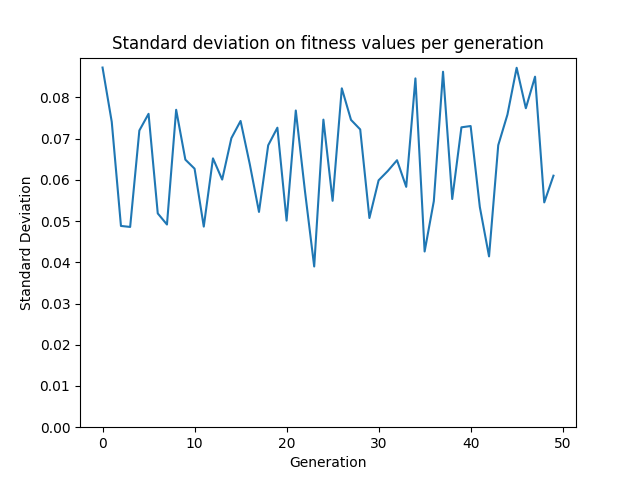 Standard deviation on fitness values per generation
Standard Deviation
0.08
0.07
0.06
0.05
0.04
0.03
0.02
0.01
0.00
0 10 20 30 40 50
Generation